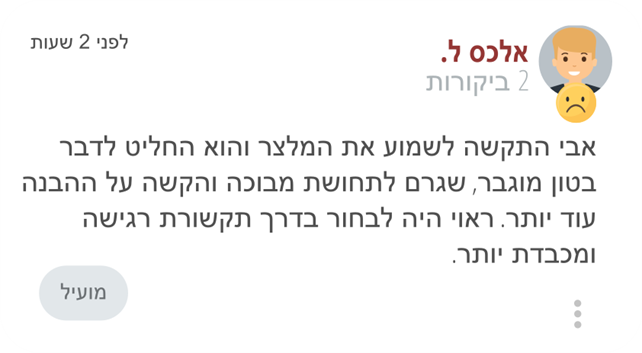 אלכס ל.
2 ביקורות
לפני 2 שעות
אבי התקשה לשמוע את המלצר והוא החליט לדבר
בטון מוגבר, שגרם לתחושת מבוכה והקשה על ההבנה
עוד יותר. ראוי היה לבחור בדרך תקשורת רגישה
ומכבדת יותר.
מועיל